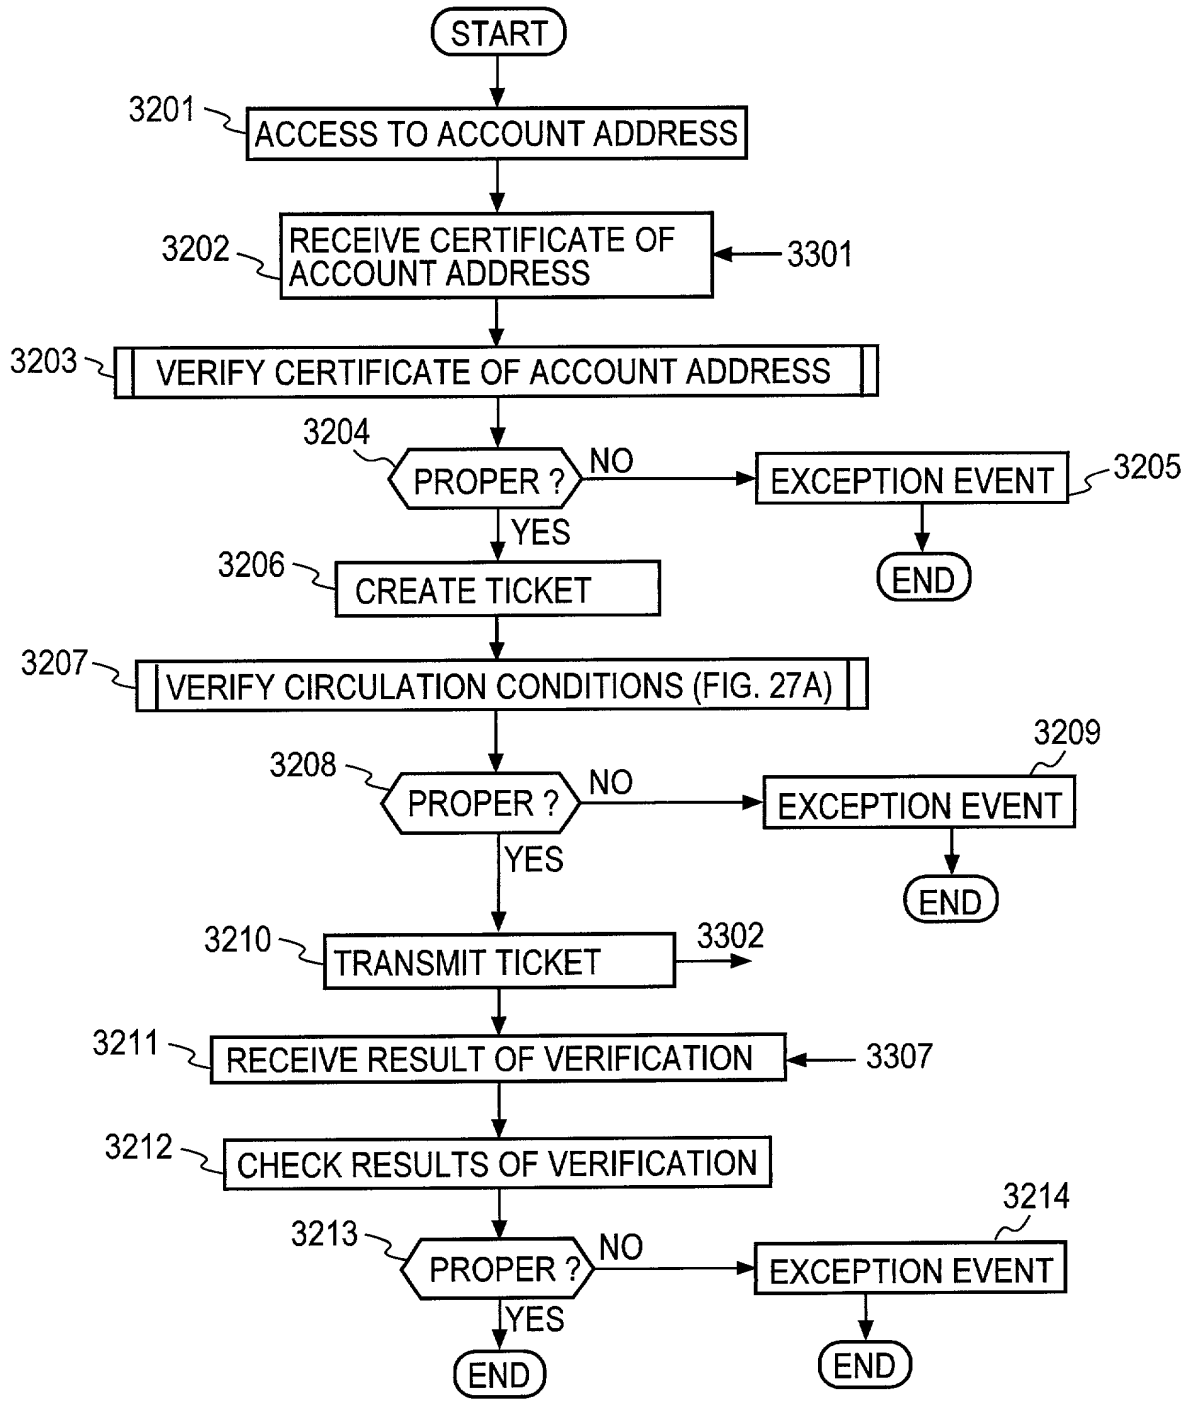 START
3201
ACCESS TO ACCOUNT ADDRESS
3202
RECEIVE CERTIFICATE OF
ACCOUNT ADDRESS
3301
3203
VERIFY CERTIFICATE OF ACCOUNT ADDRESS
3204
PROPER ?
NO
EXCEPTION EVENT
3205
YES
END
3206
CREATE TICKET
3207
VERIFY CIRCULATION CONDITIONS (FIG. 27A)
3208
PROPER ?
NO
3209
EXCEPTION EVENT
YES
END
3210
TRANSMIT TICKET
3302
3211
RECEIVE RESULT OF VERIFICATION
3307
3212
CHECK RESULTS OF VERIFICATION
3213
PROPER ?
NO
3214
EXCEPTION EVENT
YES
END
END